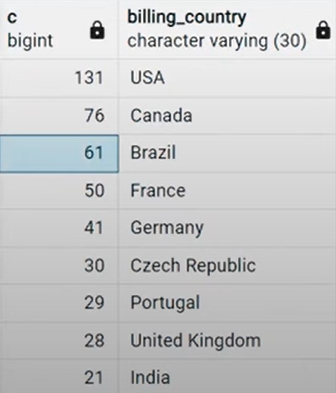 c billing_country
bigint character varying (30)
131 USA
76 Canada
61 Brazil
50 France
41 Germany
30 Czech Republic
29 Portugal
28 United Kingdom
21 India